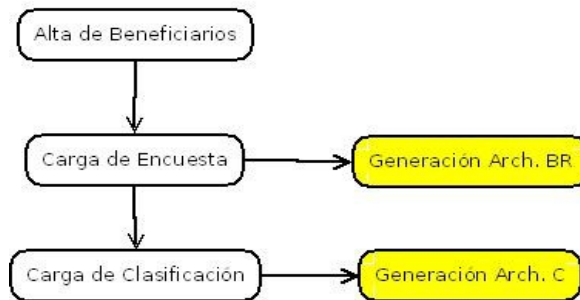 Alta de Beneficiarios
Carga de Encuesta
Generación Arch. BR
Carga de Clasificación
Generación Arch. C